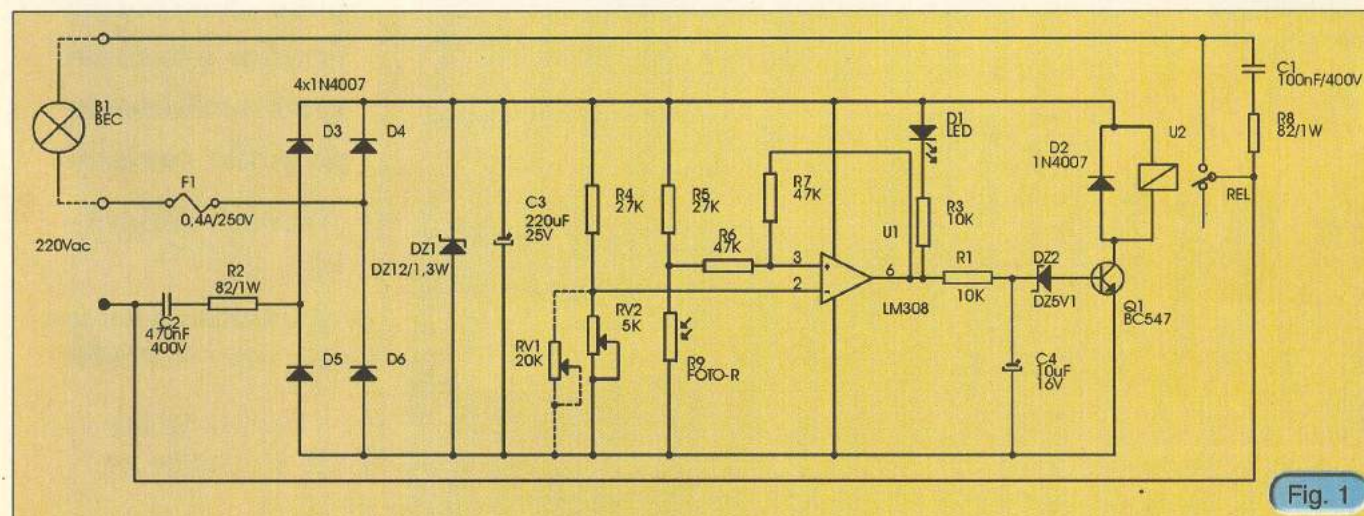 B1
BEC
4x1N4007
D3
D4
F1
0,4A/250V
220Vac
R2
82/1W
C2
470nF
400V
D5
D6
DZ1
DZ12/1,3W
C3
220uF
25V
R4
27K
R5
27K
R7
47K
R6
47K
RV1
20K
RV2
5K
R9
FOTO-R
3
+
2
-
6
U1
LM308
D1
LED
R3
10K
R1
10K
DZ2
DZ5V1
C4
10uF
16V
D2
1N4007
U2
Q1
BC547
REL
C1
100nF/400V
R8
82/1W
Fig. 1